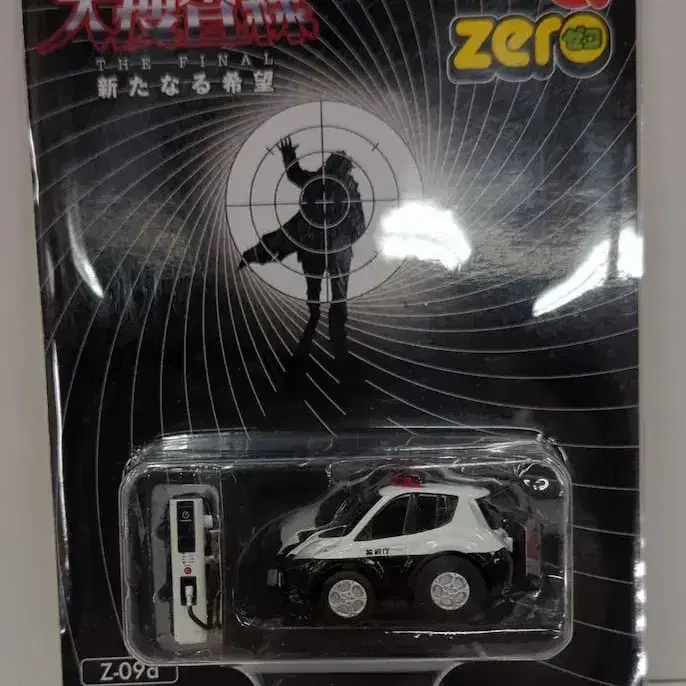 大捜査線
THE FINAL
新たなる希望
zero
ゼロ
警視庁
Z-09a